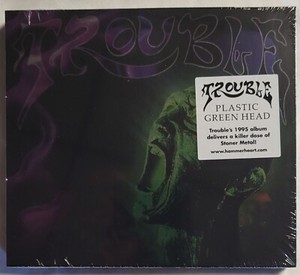 TROUBLE
TROUBLE
PLASTIC
GREEN HEAD
Trouble's 1995 album
delivers a killer dose of
Stoner Metal!
www.hammerheart.com